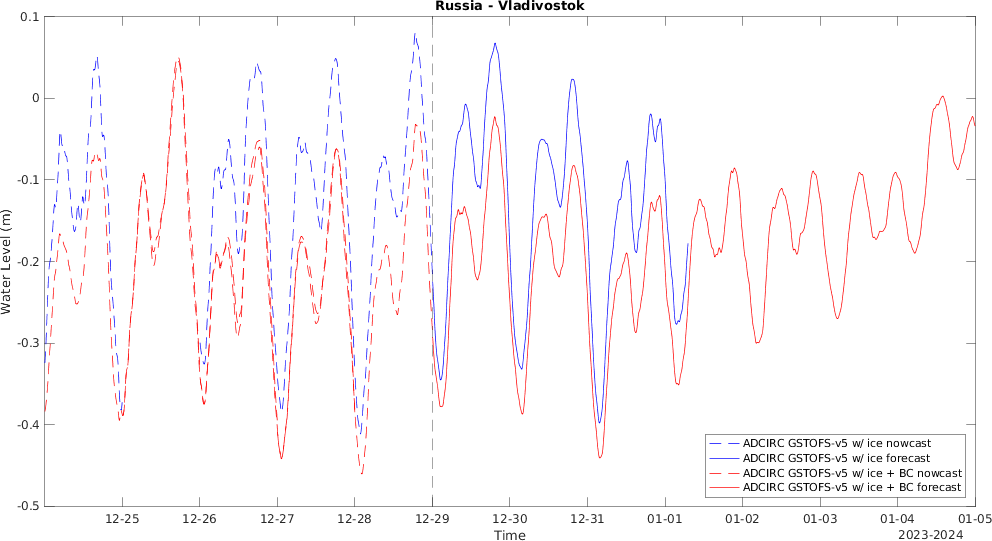 Russia - Vladivostok
Water Level (m)
0.1
0
-0.1
-0.2
-0.3
-0.4
-0.5
12-25
12-26
12-27
12-28
12-29
12-30
12-31
01-01
01-02
01-03
01-04
01-05
Time
2023-2024
ADCIRC GSTOFS-v5 w/ ice nowcast
ADCIRC GSTOFS-v5 w/ ice forecast
ADCIRC GSTOFS-v5 w/ ice + BC nowcast
ADCIRC GSTOFS-v5 w/ ice + BC forecast